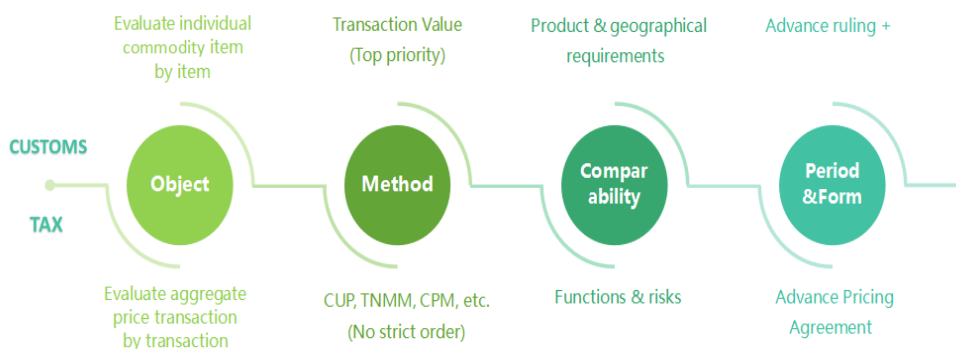 Evaluate individual
commodity item
by item
Transaction Value
(Top priority)
Product & geographical
requirements
Advance ruling +
CUSTOMS
TAX
Object
Method
Compar
ability
Period
&Form
Evaluate aggregate
price transaction
by transaction
CUP, TNMM, CPM, etc.
(No strict order)
Functions & risks
Advance Pricing
Agreement